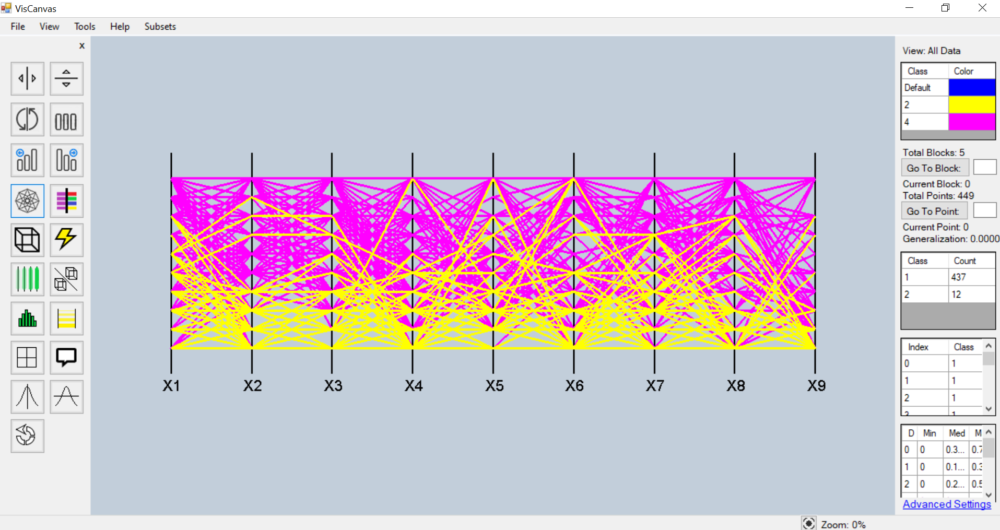 VisCanvas
File View Tools Help Subsets
x
View: All Data
Class Color
Default
2
4
Total Blocks: 5
Go To Block:
Current Block: 0
Total Points: 449
Go To Point:
Current Point: 0
Generalization: 0.0000
Class Count
1 437
2 12
Index Class
0 1
1 1
2 1
D Min Med M
0 0 0.3... 0.7
1 0 0.1... 0.3
2 0 0.2... 0.5
Advanced Settings
X1 X2 X3 X4 X5 X6 X7 X8 X9
Zoom: 0%